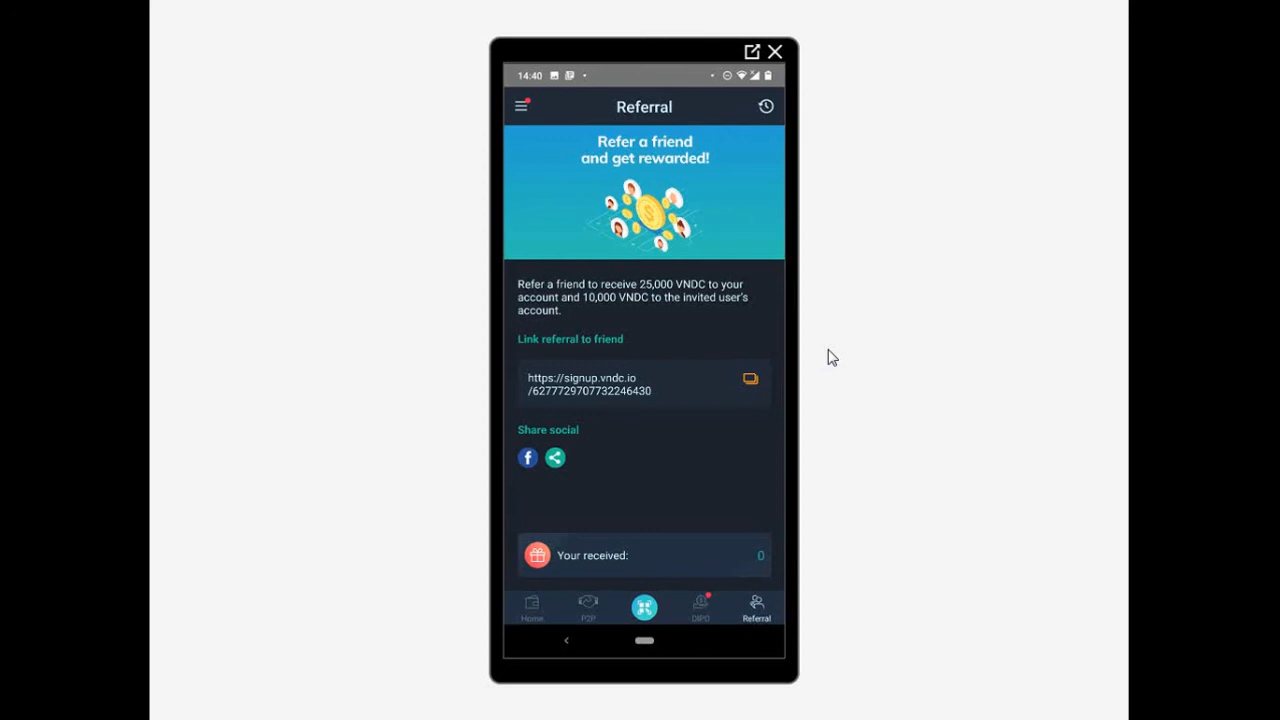 14:40
Referral
Refer a friend
and get rewarded!
Refer a friend to receive 25,000 VNDC to your
account and 10,000 VNDC to the invited user's
account.
Link referral to friend
https://signup.vndc.io
/6277729707732246430
Share social
Your received: 0
Home P2P DIPO Referral